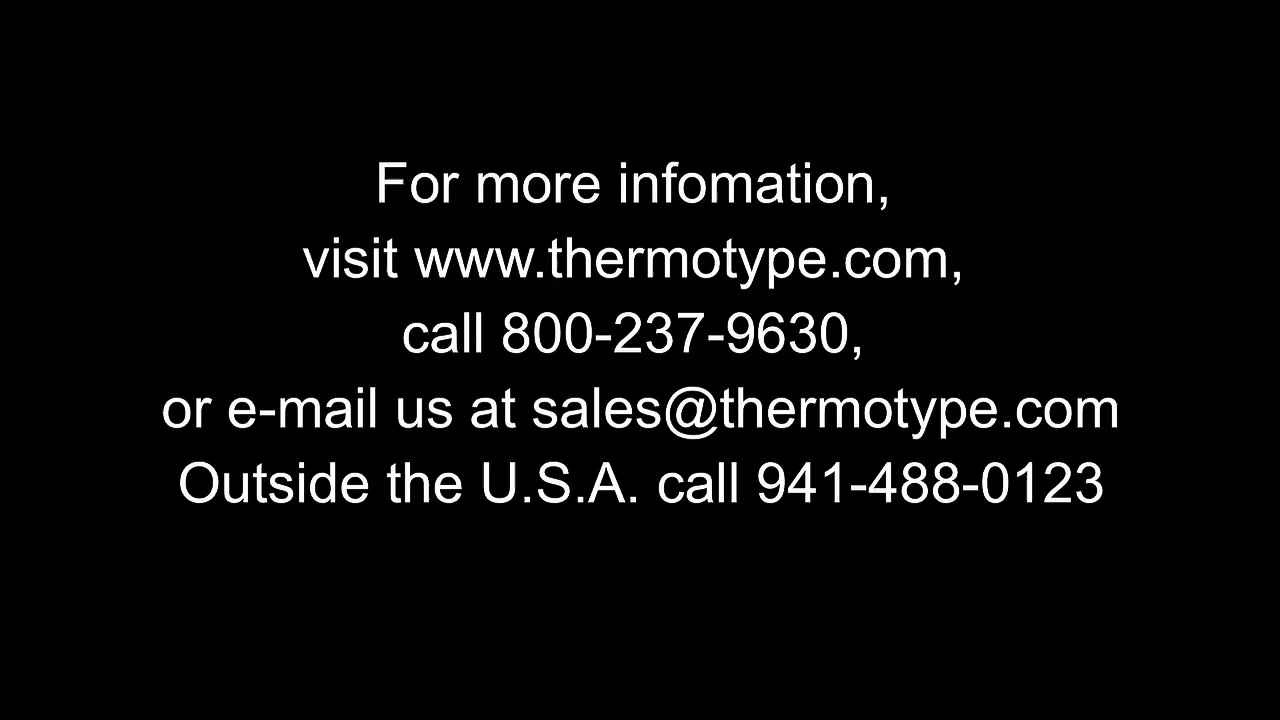 For more infomation,
visit www.thermotype.com,
call 800-237-9630,
or e-mail us at sales@thermotype.com
Outside the U.S.A. call 941-488-0123